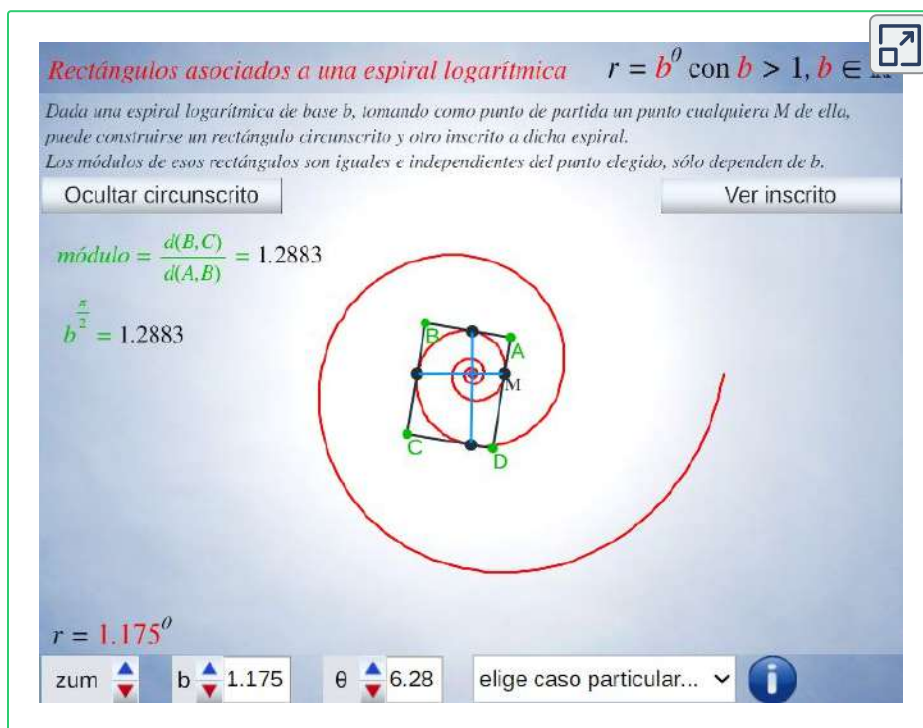 Rectángulos asociados a una espiral logarítmica r = b^θ con b > 1, b ∈ ℝ
Dada una espiral logarítmica de base b, tomando como punto de partida un punto cualquiera M de ella,
puede construirse un rectángulo circunscrito y otro inscrito a dicha espiral.
Los módulos de esos rectángulos son iguales e independientes del punto elegido, sólo dependen de b.
Ocultar circunscrito
Ver inscrito
módulo = d(B,C)/d(A,B) = 1.2883
b^(π/2) = 1.2883
B
A
M
C
D
r = 1.175^θ
zum b 1.175 θ 6.28 elige caso particular...
i